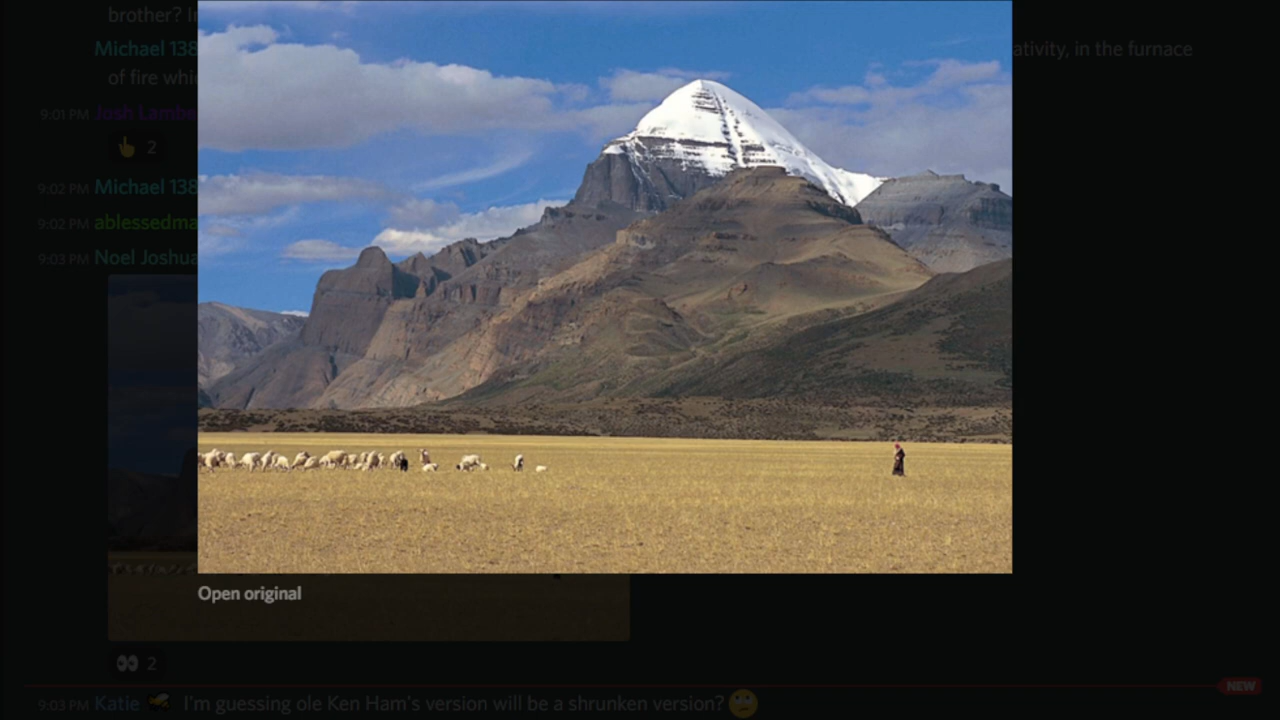 brother? I
Michael 138 ativity, in the furnace
of fire whi
9:01 PM Josh Lambe
2
9:02 PM Michael 138
9:02 PM ablessedma
9:03 PM Noel Joshua
Open original
2
NEW
9:03 PM Katie I'm guessing ole Ken Ham's version will be a shrunken version?